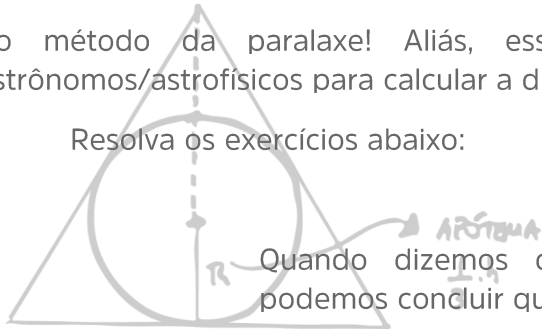 o método da paralaxe! Aliás, ess
strônomos/astrofísicos para calcular a d
Resolva os exercícios abaixo:
APÓTEMA
R
Quando dizemos
podemos concluir qu